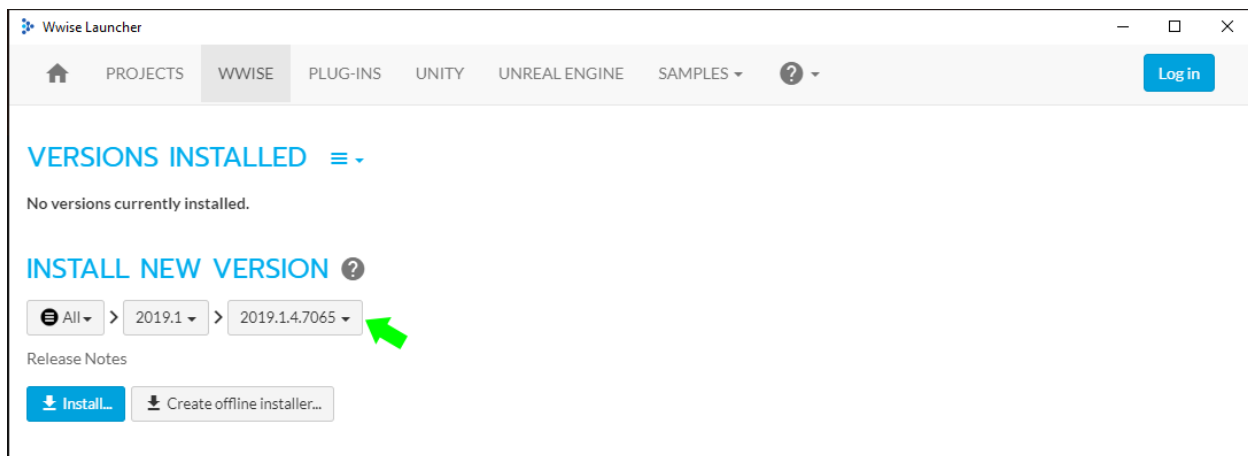 Wwise Launcher
PROJECTS WWISE PLUG-INS UNITY UNREAL ENGINE SAMPLES ? Log in
VERSIONS INSTALLED
No versions currently installed.
INSTALL NEW VERSION ?
All > 2019.1 > 2019.1.4.7065
Release Notes
Install... Create offline installer...